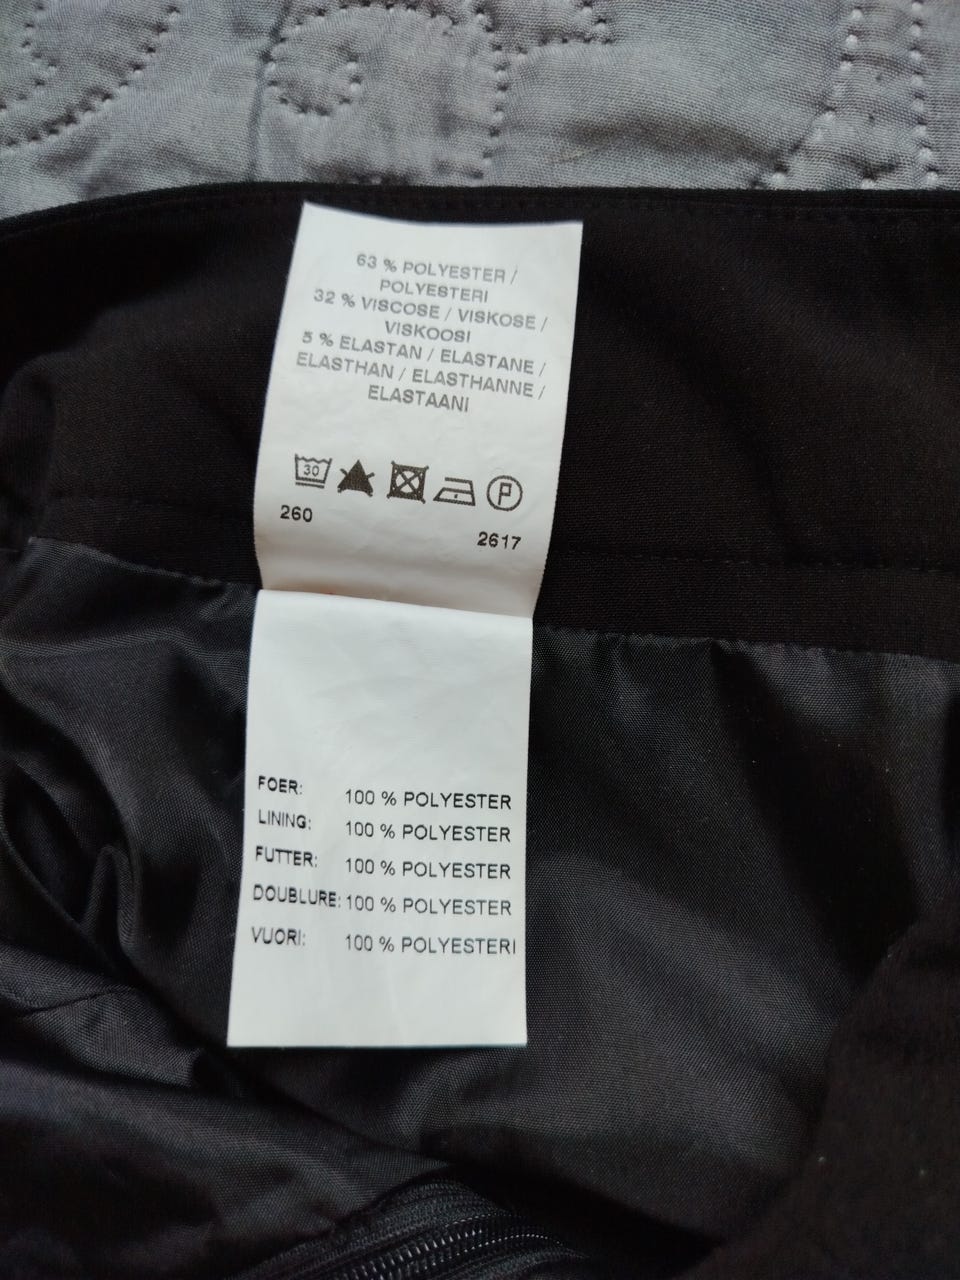 63 % POLYESTER /
POLYESTERI
32 % VISCOSE / VISKOSE /
VISKOOSI
5 % ELASTAN / ELASTANE /
ELASTHAN / ELASTHANNE /
ELASTAANI
30 P
260 2617
FOER: 100 % POLYESTER
LINING: 100 % POLYESTER
FUTTER: 100 % POLYESTER
DOUBLURE: 100 % POLYESTER
VUORI: 100 % POLYESTERI